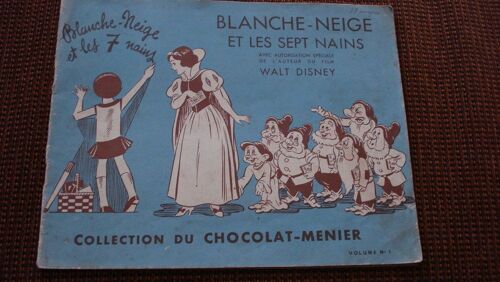 Blanche-Neige
et les 7 nains
BLANCHE-NEIGE
ET LES SEPT NAINS
AVEC AUTORISATION SPÉCIALE
DE L'AUTEUR DU FILM
WALT DISNEY
COLLECTION DU CHOCOLAT-MENIER
VOLUME N° 1